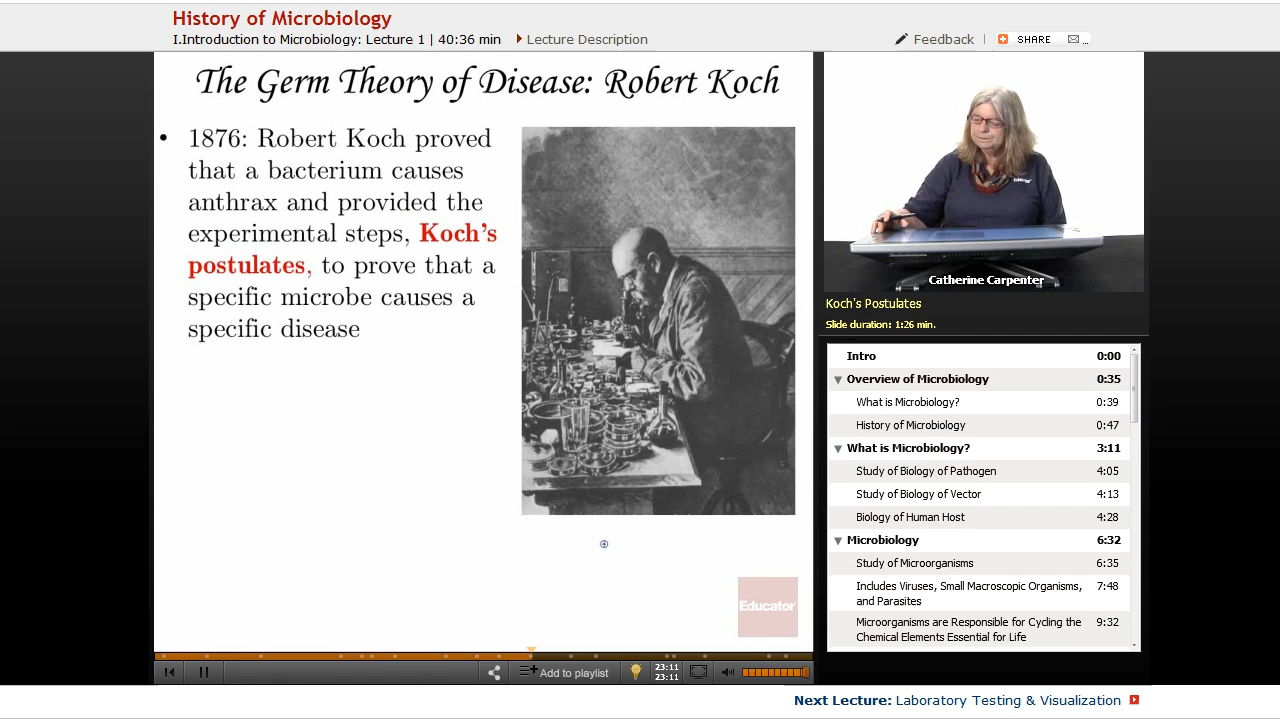 History of Microbiology
I.Introduction to Microbiology: Lecture 1 | 40:36 min
Lecture Description
Feedback
SHARE
...
The Germ Theory of Disease: Robert Koch
• 1876: Robert Koch proved
that a bacterium causes
anthrax and provided the
experimental steps, Koch's
postulates, to prove that a
specific microbe causes a
specific disease
Educator
Catherine Carpenter
Koch's Postulates
Slide duration: 1:26 min.
Intro 0:00
Overview of Microbiology 0:35
What is Microbiology? 0:39
History of Microbiology 0:47
What is Microbiology? 3:11
Study of Biology of Pathogen 4:05
Study of Biology of Vector 4:13
Biology of Human Host 4:28
Microbiology 6:32
Study of Microorganisms 6:35
Includes Viruses, Small Macroscopic Organisms, 7:48
and Parasites
Microorganisms are Responsible for Cycling the 9:32
Chemical Elements Essential for Life
Add to playlist
23:11
23:11
Next Lecture: Laboratory Testing & Visualization